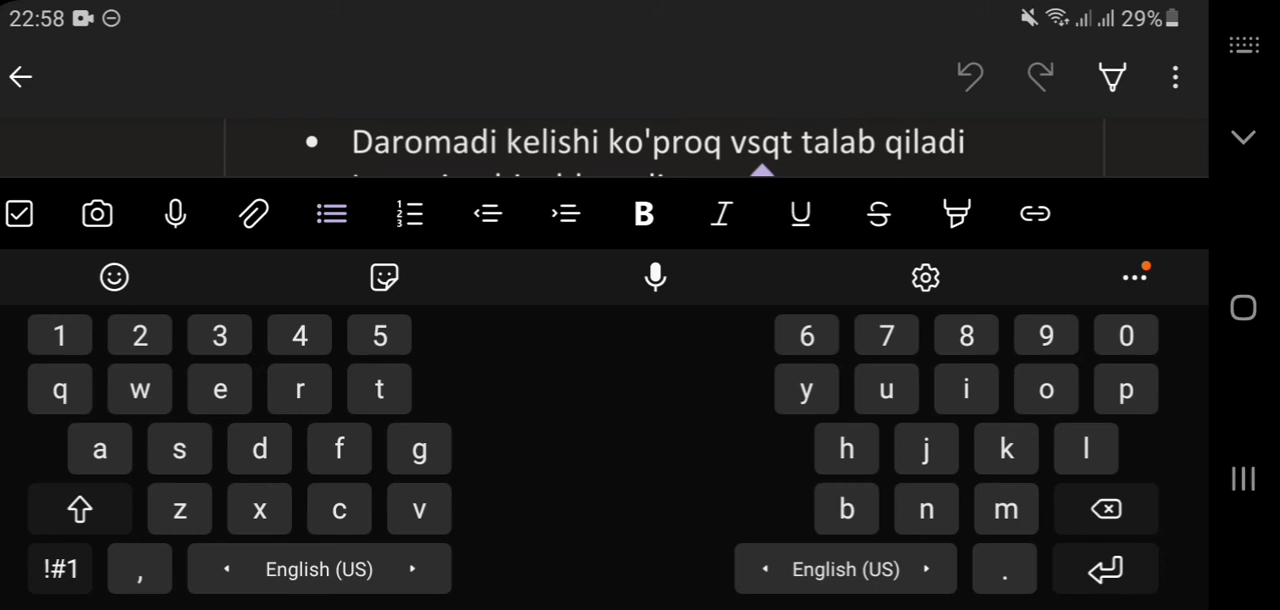 22:58 29%
Daromadi kelishi ko'proq vsqt talab qiladi
B I U S
1 2 3 4 5 6 7 8 9 0
q w e r t y u i o p
a s d f g h j k l
z x c v b n m
!#1 , English (US) English (US) .